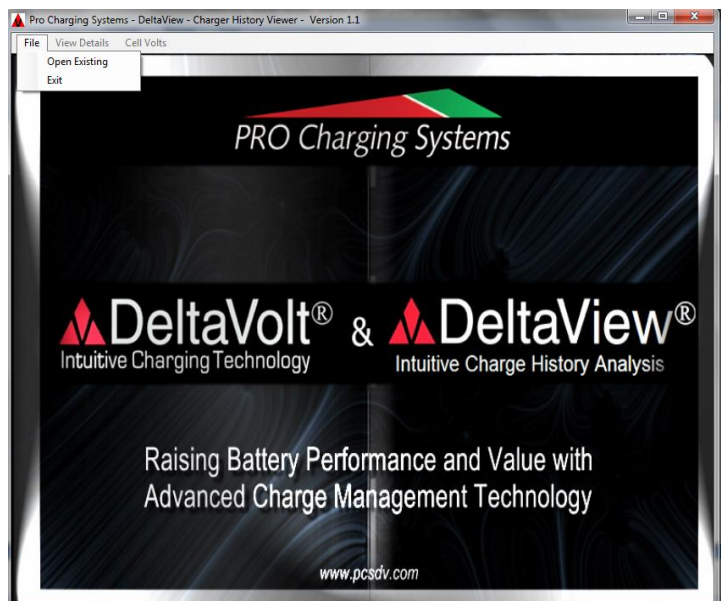 Pro Charging Systems - DeltaView - Charger History Viewer - Version 1.1
File View Details Cell Volts
Open Existing
Exit
PRO Charging Systems
DeltaVolt® & DeltaView®
Intuitive Charging Technology Intuitive Charge History Analysis
Raising Battery Performance and Value with
Advanced Charge Management Technology
www.pcsdv.com